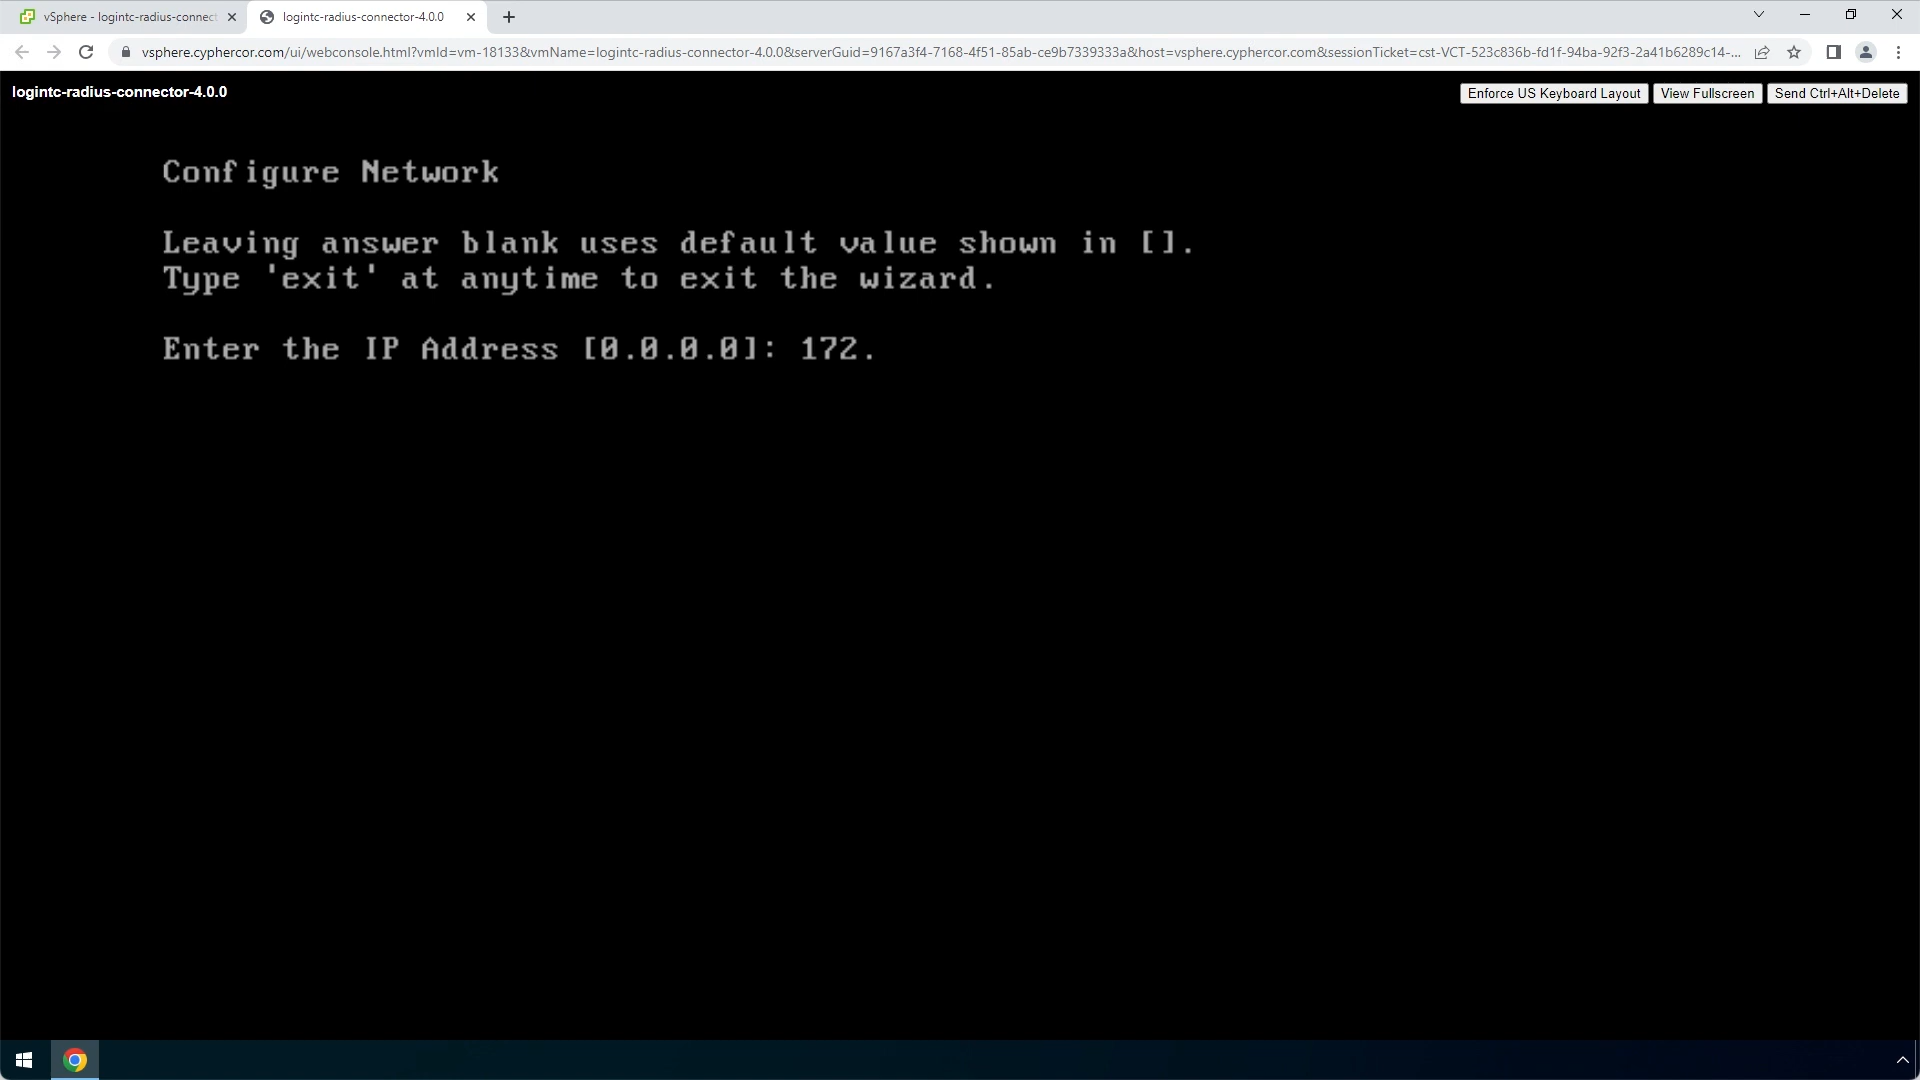 vSphere - logintc-radius-connect
logintc-radius-connector-4.0.0
vsphere.cyphercor.com/ui/webconsole.html?vmId=vm-18133&vmName=logintc-radius-connector-4.0.0&serverGuid=9167a3f4-7168-4f51-85ab-ce9b7339333a&host=vsphere.cyphercor.com&sessionTicket=cst-VCT-523c836b-fd1f-94ba-92f3-2a41b6289c14-...
logintc-radius-connector-4.0.0
Enforce US Keyboard Layout
View Fullscreen
Send Ctrl+Alt+Delete
Configure Network
Leaving answer blank uses default value shown in [].
Type 'exit' at anytime to exit the wizard.
Enter the IP Address [0.0.0.0]: 172.